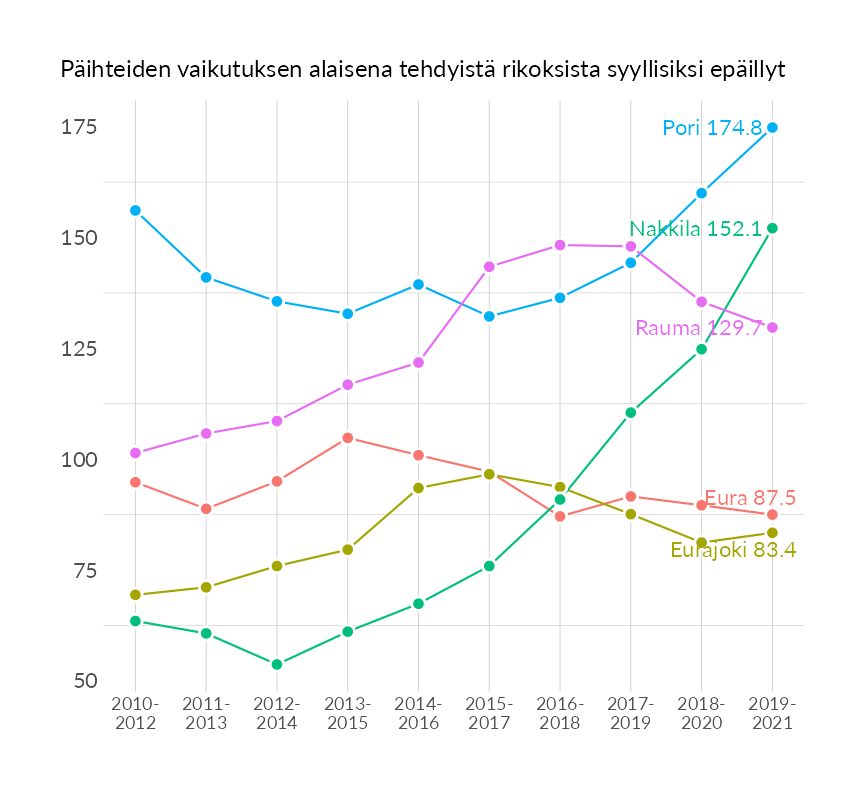 Päihteiden vaikutuksen alaisena tehdyistä rikoksista syyllisiksi epäillyt
175
150
125
100
75
50
Pori 174.8
Nakkila 152.1
Rauma 129.7
Eura 87.5
Eurajoki 83.4
2010- 2011- 2012- 2013- 2014- 2015- 2016- 2017- 2018- 2019-
2012 2013 2014 2015 2016 2017 2018 2019 2020 2021